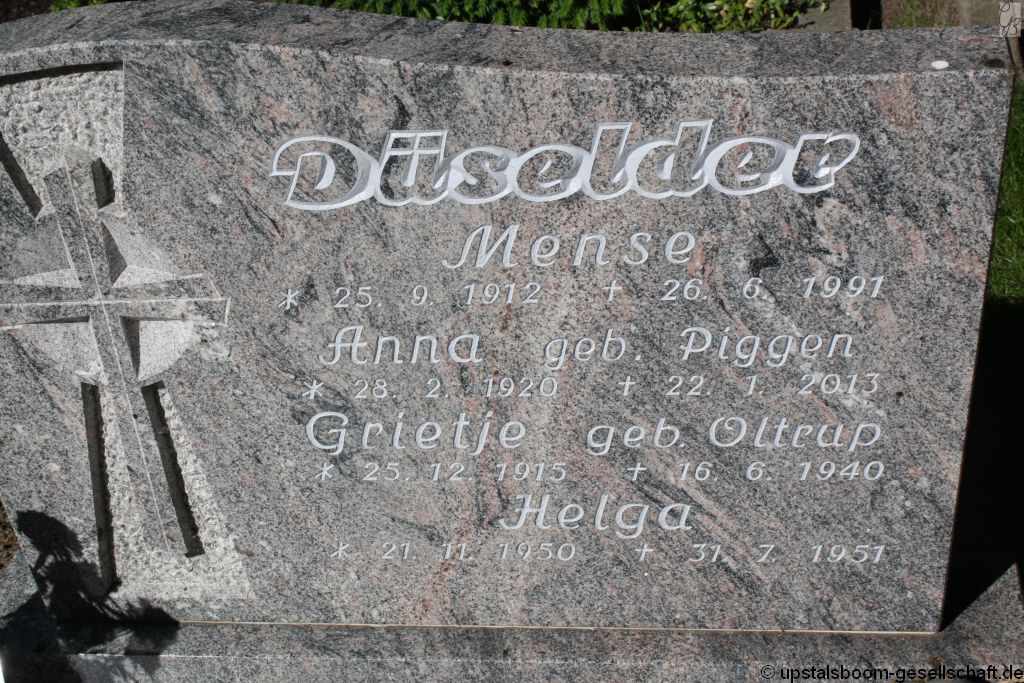 Düselder
Mense
* 25. 9. 1912 † 26. 6. 1991
Anna geb. Piggen
* 28. 2. 1920 † 22. 1. 2013
Grietje geb. Oltrup
* 25. 12. 1915 † 16. 6. 1940
Helga
* 21. 11. 1950 † 31. 7. 1951
© upstalsboom-gesellschaft.de